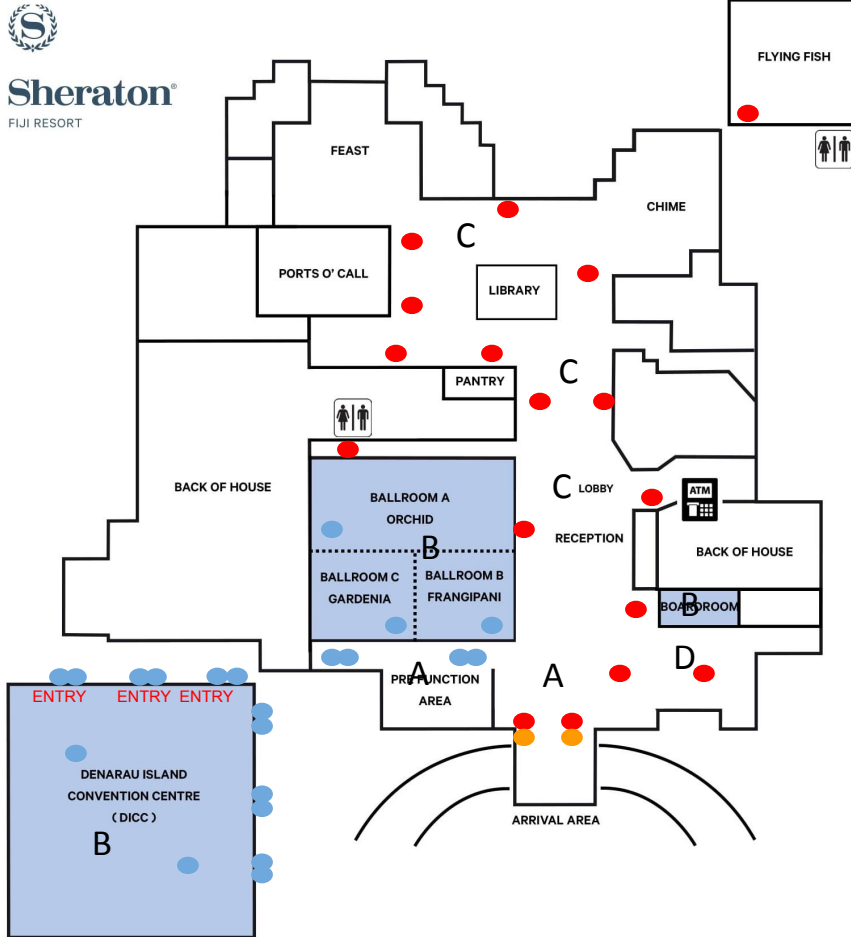 S
Sheraton®
FIJI RESORT
FLYING FISH
FEAST
CHIME
C
PORTS O' CALL
LIBRARY
C
PANTRY
BACK OF HOUSE
BALLROOM A
ORCHID
C LOBBY
ATM
RECEPTION
B
BACK OF HOUSE
BALLROOM C
GARDENIA
BALLROOM B
FRANGIPANI
BOARDROOM
B
D
A
PRE FUNCTION
AREA
A
ENTRY ENTRY ENTRY
DENARAU ISLAND
CONVENTION CENTRE
( DICC )
B
ARRIVAL AREA